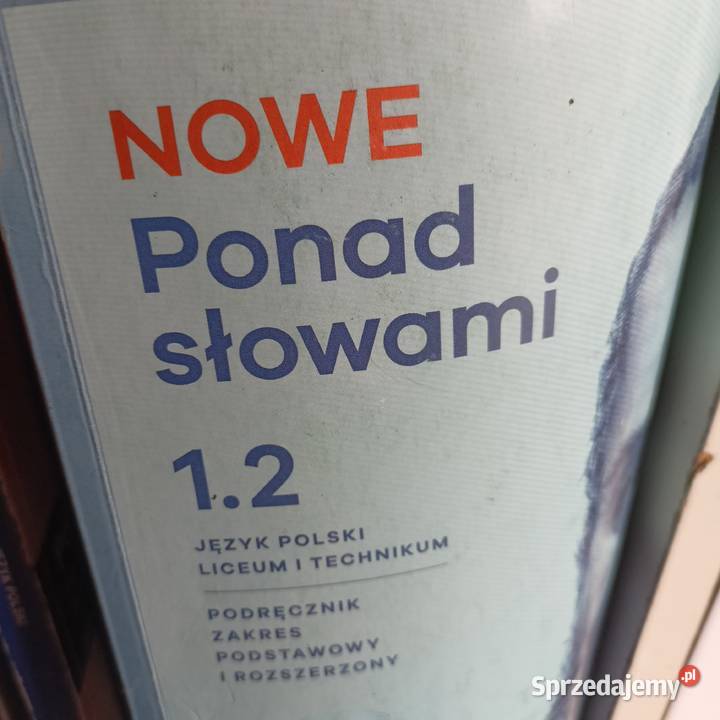 NOWE
Ponad
słowami
1.2
JĘZYK POLSKI
LICEUM I TECHNIKUM
PODRĘCZNIK
ZAKRES
PODSTAWOWY
I ROZSZERZONY
Sprzedajemy.pl